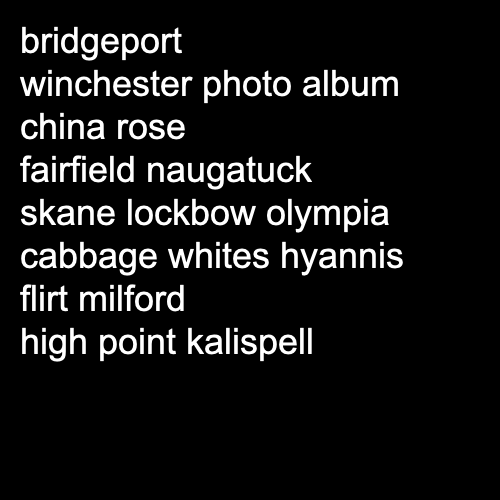 bridgeport
winchester photo album
china rose
fairfield naugatuck
skane lockbow olympia
cabbage whites hyannis
flirt milford
high point kalispell